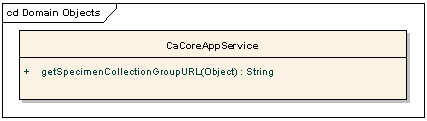 cd Domain Objects
CaCoreAppService
+ getSpecimenCollectionGroupURL(Object) : String